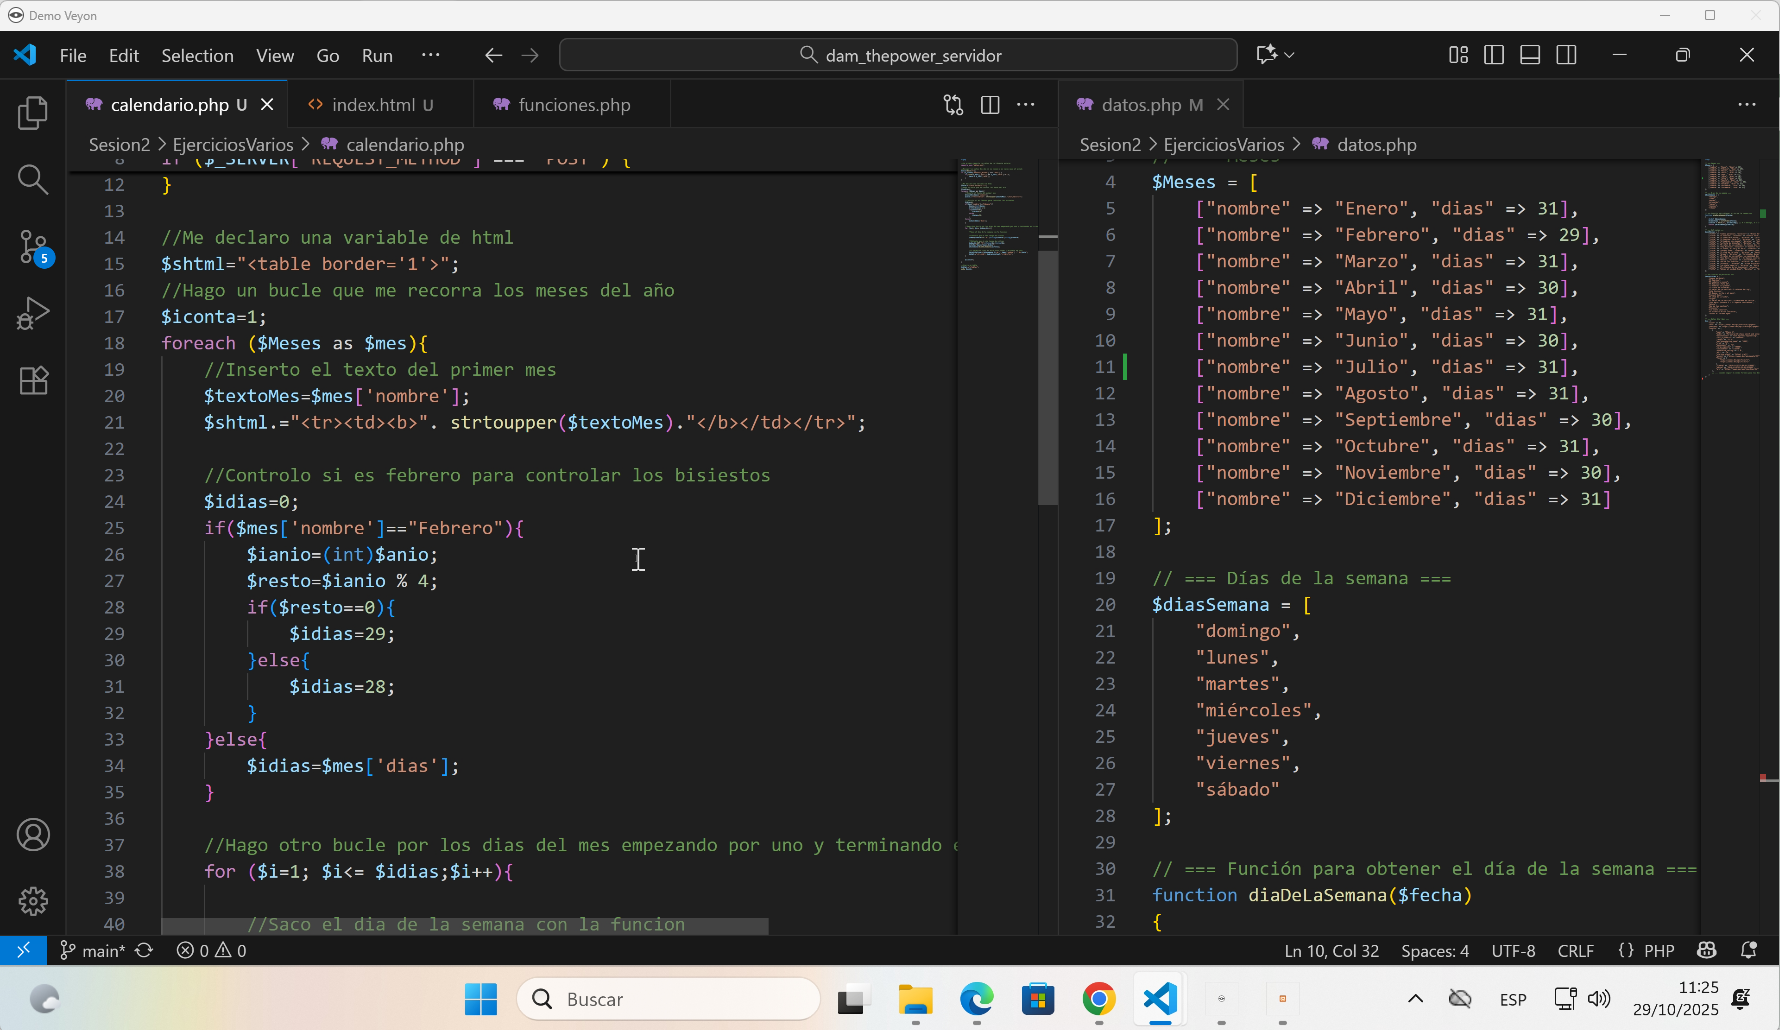 Demo Veyon
File Edit Selection View Go Run ··· dam_thepower_servidor
calendario.php U index.html U funciones.php datos.php M
Sesion2 > EjerciciosVarios > calendario.php
Sesion2 > EjerciciosVarios > datos.php
8 if ($_SERVER["REQUEST_METHOD"] === "POST") {
12 }
13
14 //Me declaro una variable de html
15 $shtml="<table border='1'>";
16 //Hago un bucle que me recorra los meses del año
17 $iconta=1;
18 foreach ($Meses as $mes){
19 //Inserto el texto del primer mes
20 $textoMes=$mes['nombre'];
21 $shtml.="<tr><td><b>". strtoupper($textoMes)."</b></td></tr>";
22
23 //Controlo si es febrero para controlar los bisiestos
24 $idias=0;
25 if($mes['nombre']=="Febrero"){
26 $ianio=(int)$anio;
27 $resto=$ianio % 4;
28 if($resto==0){
29 $idias=29;
30 }else{
31 $idias=28;
32 }
33 }else{
34 $idias=$mes['dias'];
35 }
36
37 //Hago otro bucle por los dias del mes empezando por uno y terminando e
38 for ($i=1; $i<= $idias;$i++){
39
40 //Saco el dia de la semana con la funcion
4 $Meses = [
5 ["nombre" => "Enero", "dias" => 31],
6 ["nombre" => "Febrero", "dias" => 29],
7 ["nombre" => "Marzo", "dias" => 31],
8 ["nombre" => "Abril", "dias" => 30],
9 ["nombre" => "Mayo", "dias" => 31],
10 ["nombre" => "Junio", "dias" => 30],
11 ["nombre" => "Julio", "dias" => 31],
12 ["nombre" => "Agosto", "dias" => 31],
13 ["nombre" => "Septiembre", "dias" => 30],
14 ["nombre" => "Octubre", "dias" => 31],
15 ["nombre" => "Noviembre", "dias" => 30],
16 ["nombre" => "Diciembre", "dias" => 31]
17 ];
18
19 // === Días de la semana ===
20 $diasSemana = [
21 "domingo",
22 "lunes",
23 "martes",
24 "miércoles",
25 "jueves",
26 "viernes",
27 "sábado"
28 ];
29
30 // === Función para obtener el día de la semana ===
31 function diaDeLaSemana($fecha)
32 {
5
main* 0 0 Ln 10, Col 32 Spaces: 4 UTF-8 CRLF {} PHP
Buscar ESP 11:25
29/10/2025